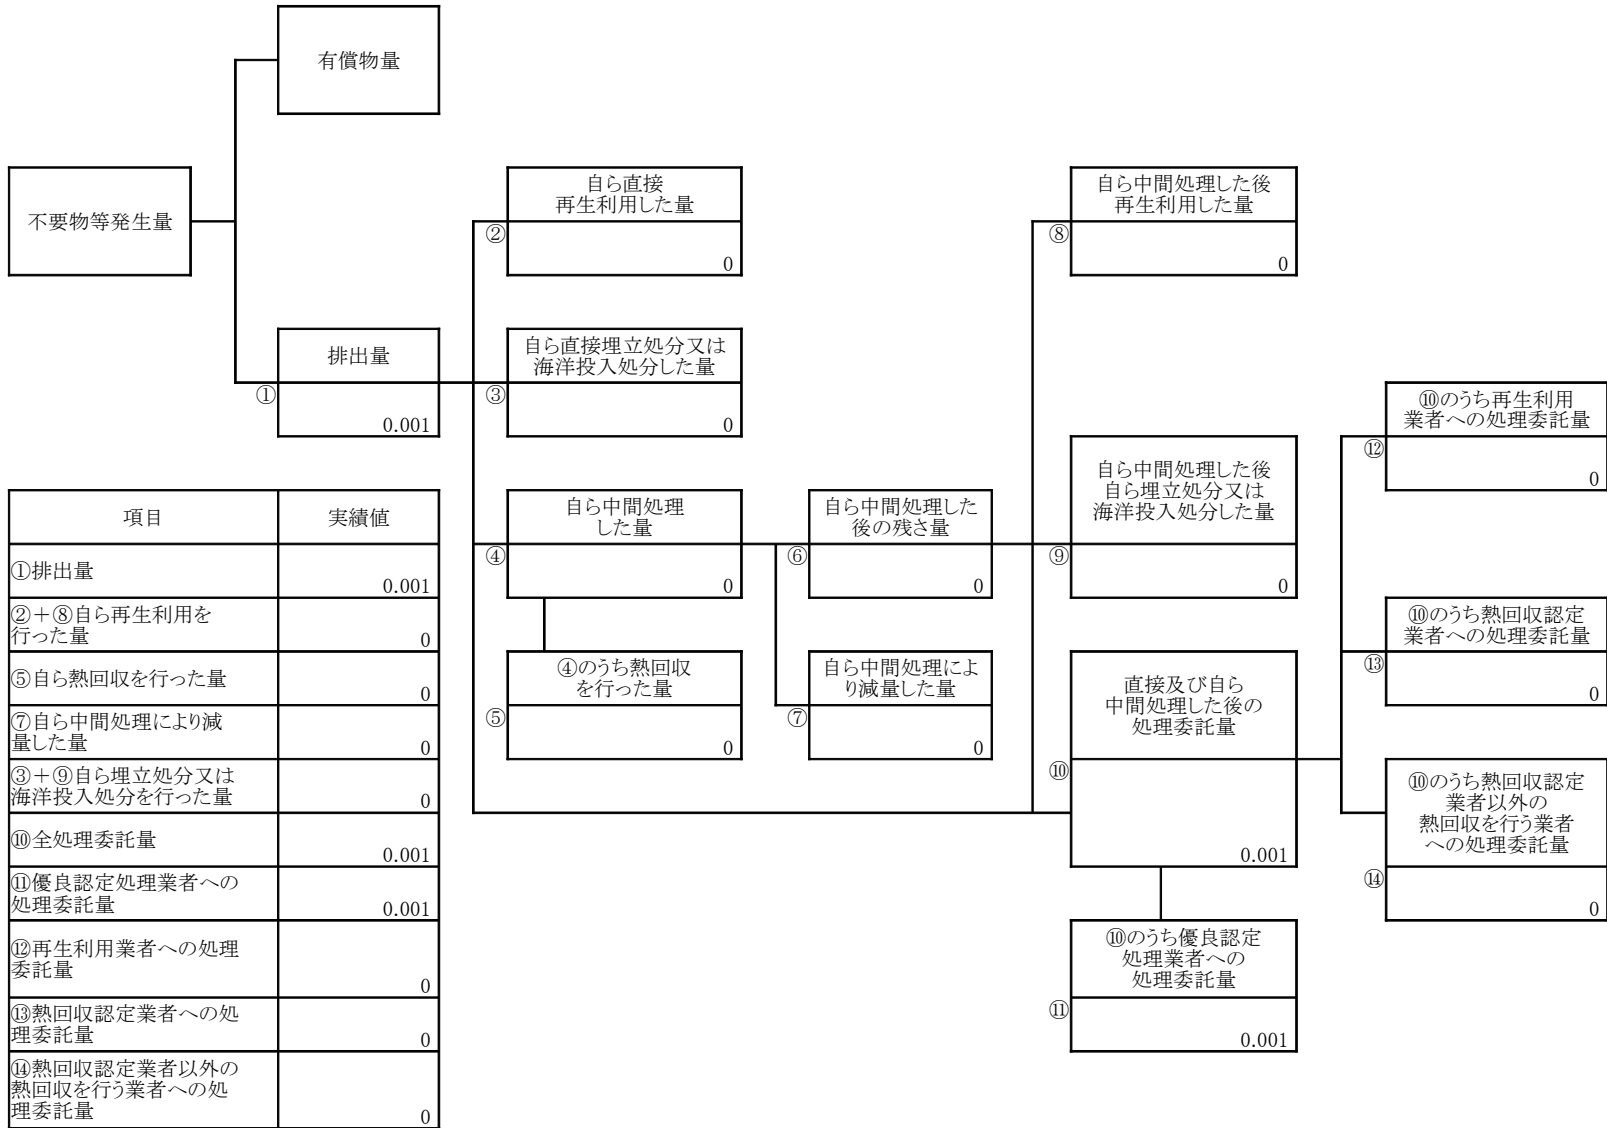 有償物量
不要物等発生量
自ら直接
再生利用した量
②
0
自ら中間処理した後
再生利用した量
⑧
0
排出量
①
0.001
自ら直接埋立処分又は
海洋投入処分した量
③
0
⑩のうち再生利用
業者への処理委託量
⑫
0
自ら中間処理
した量
④
0
自ら中間処理した
後の残さ量
⑥
0
自ら中間処理した後
自ら埋立処分又は
海洋投入処分した量
⑨
0
④のうち熱回収
を行った量
⑤
0
自ら中間処理によ
り減量した量
⑦
0
直接及び自ら
中間処理した後の
処理委託量
⑩
0.001
⑩のうち熱回収認定
業者への処理委託量
⑬
0
⑩のうち熱回収認定
業者以外の
熱回収を行う業者
への処理委託量
⑭
0
⑩のうち優良認定
処理業者への
処理委託量
⑪
0.001
項目 実績値
①排出量
0.001
②＋⑧自ら再生利用を
行った量
0
⑤自ら熱回収を行った量
0
⑦自ら中間処理により減
量した量
0
③＋⑨自ら埋立処分又は
海洋投入処分を行った量
0
⑩全処理委託量
0.001
⑪優良認定処理業者への
処理委託量
0.001
⑫再生利用業者への処理
委託量
0
⑬熱回収認定業者への処
理委託量
0
⑭熱回収認定業者以外の
熱回収を行う業者への処
理委託量
0